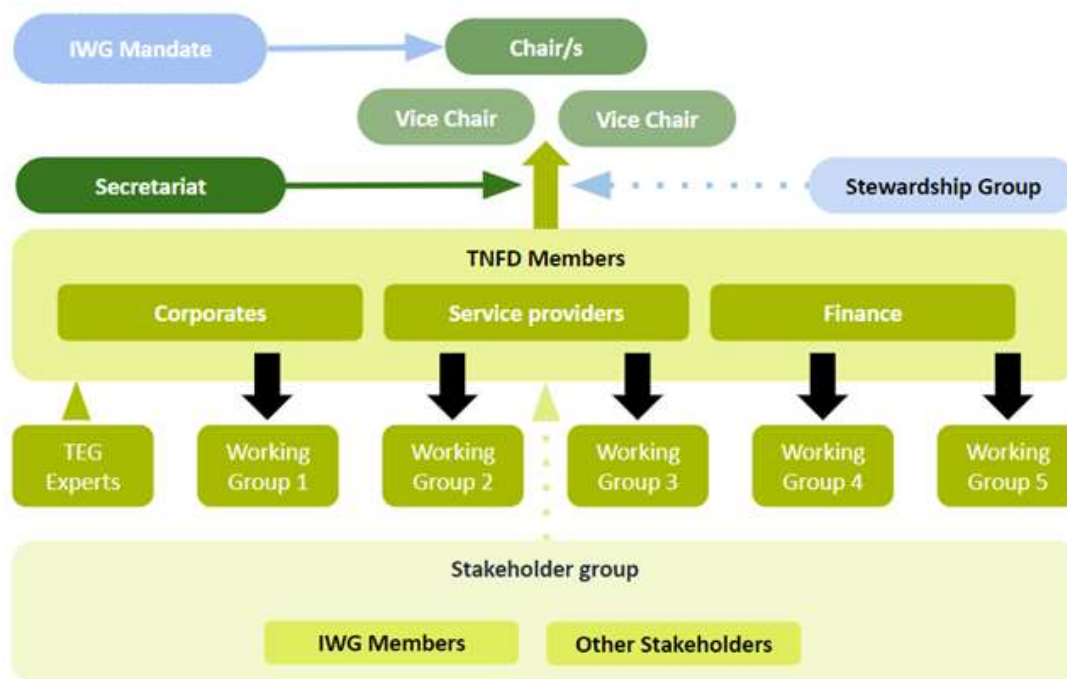 IWG Mandate
Chair/s
Vice Chair
Vice Chair
Secretariat
Stewardship Group
TNFD Members
Corporates
Service providers
Finance
TEG
Experts
Working
Group 1
Working
Group 2
Working
Group 3
Working
Group 4
Working
Group 5
Stakeholder group
IWG Members
Other Stakeholders